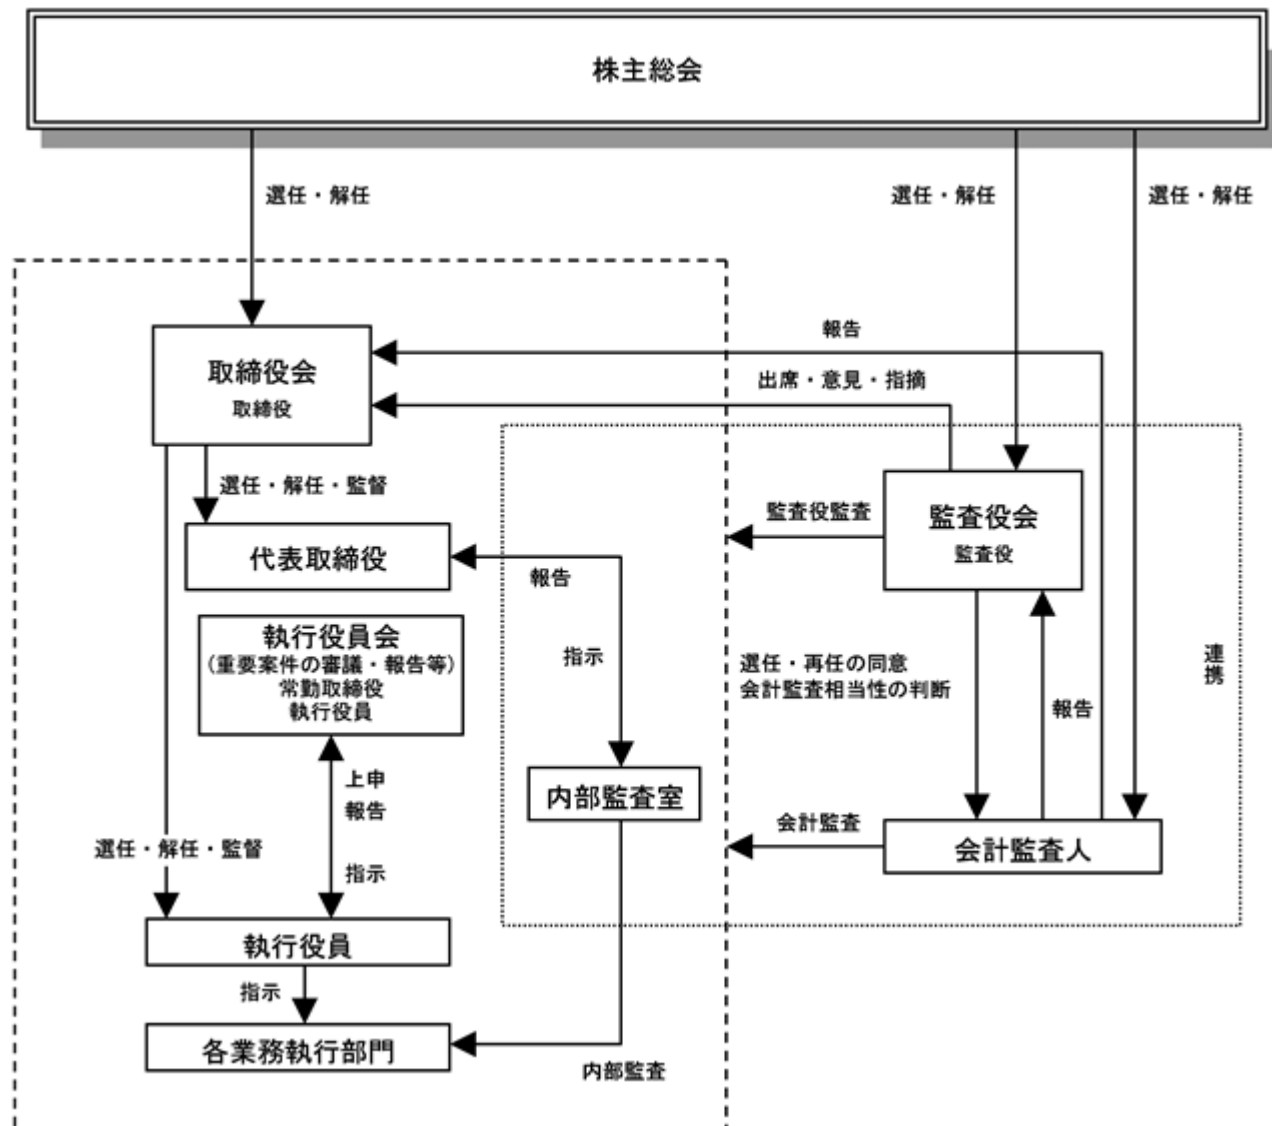 株主総会
選任・解任
選任・解任
選任・解任
報告
取締役会
取締役
出席・意見・指摘
選任・解任・監督
監査役監査
監査役会
監査役
代表取締役
報告
執行役員会
(重要案件の審議・報告等)
常勤取締役
執行役員
指示
選任・再任の同意
会計監査相当性の判断
連携
報告
上申
報告
内部監査室
会計監査
選任・解任・監督
会計監査人
指示
執行役員
指示
各業務執行部門
内部監査